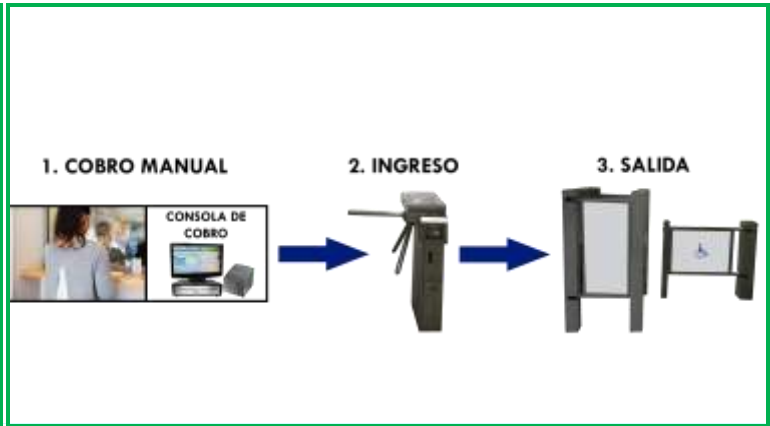 1. COBRO MANUAL
2. INGRESO
3. SALIDA
CONSOLA DE
COBRO